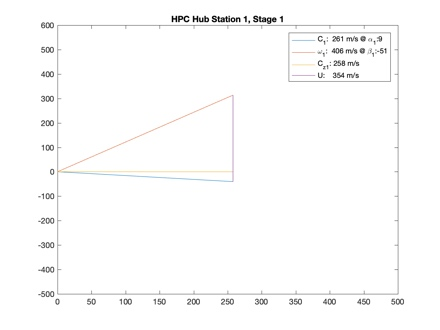 HPC Hub Station 1, Stage 1
600
500
400
300
200
100
0
-100
-200
-300
-400
-500
0 50 100 150 200 250 300 350 400 450 500
C1: 261 m/s @ α1:9
ω1: 406 m/s @ β1:-51
Cz1: 258 m/s
U: 354 m/s